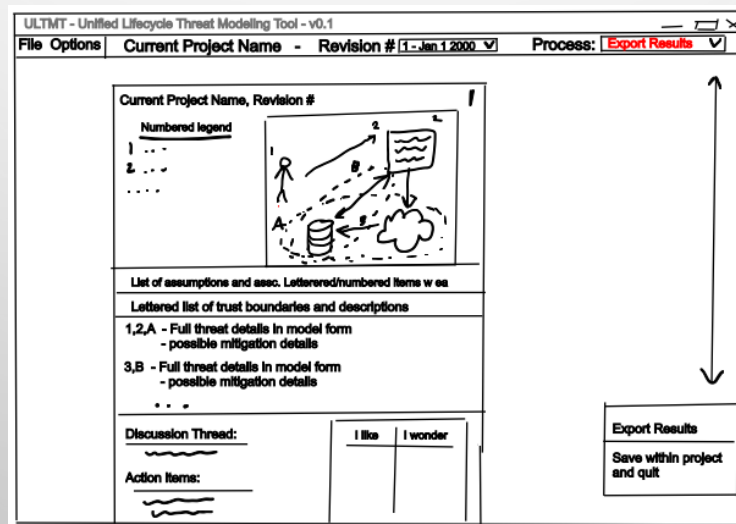 ULTMT - Unified Lifecycle Threat Modeling Tool - v0.1
File Options Current Project Name - Revision # 1 - Jan 1 2000 Process: Export Results
Current Project Name, Revision # 1
Numbered legend
1 ...
2 ...
....
1
2
2
B
A
3
List of assumptions and assc. Letterered/numbered items w ea
Lettered list of trust boundaries and descriptions
1,2,A - Full threat details in model form
- possible mitigation details
3,B - Full threat details in model form
- possible mitigation details
...
Discussion Thread:
I like I wonder
Action Items:
Export Results
Save within project
and quit